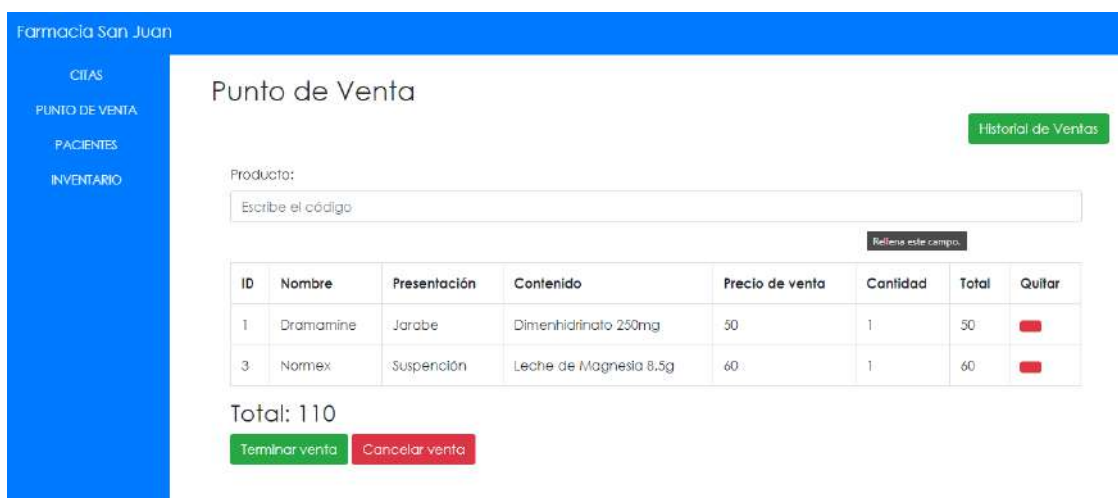 Farmacia San Juan
CITAS
PUNTO DE VENTA
PACIENTES
INVENTARIO
Punto de Venta
Historial de Ventas
Producto:
Escribe el código
Rellena este campo.
ID Nombre Presentación Contenido Precio de venta Cantidad Total Quitar
1 Dramamine Jarabe Dimenhidrinato 250mg 50 1 50
3 Normex Suspención Leche de Magnesia 8.5g 60 1 60
Total: 110
Terminar venta Cancelar venta